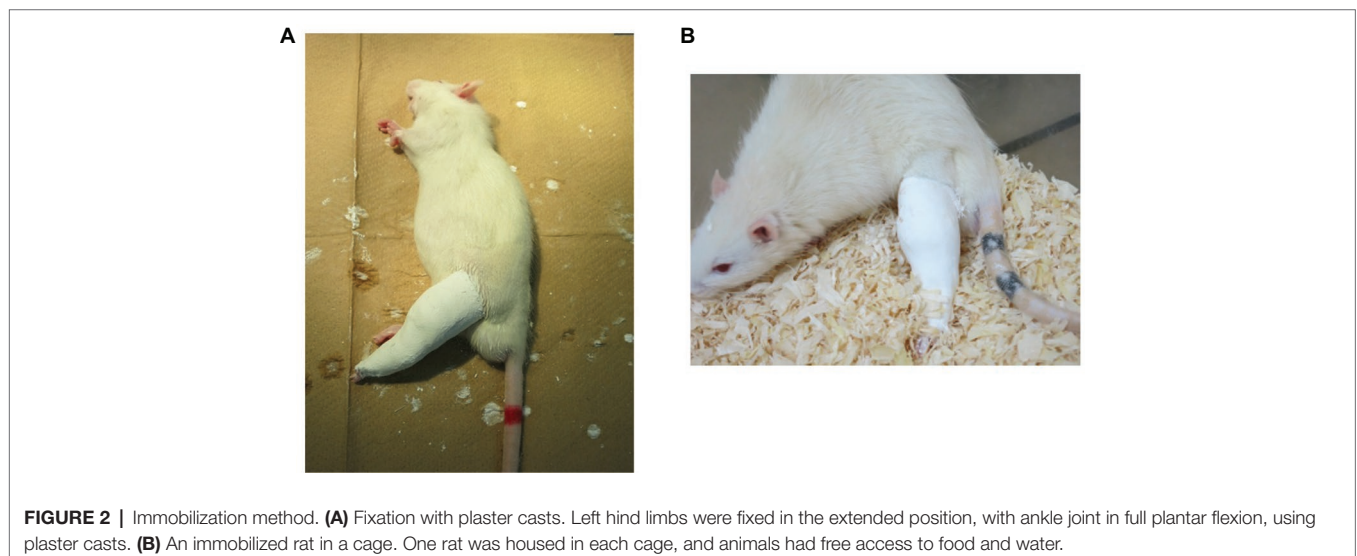 A
B
FIGURE 2 | Immobilization method. (A) Fixation with plaster casts. Left hind limbs were fixed in the extended position, with ankle joint in full plantar flexion, using
plaster casts. (B) An immobilized rat in a cage. One rat was housed in each cage, and animals had free access to food and water.